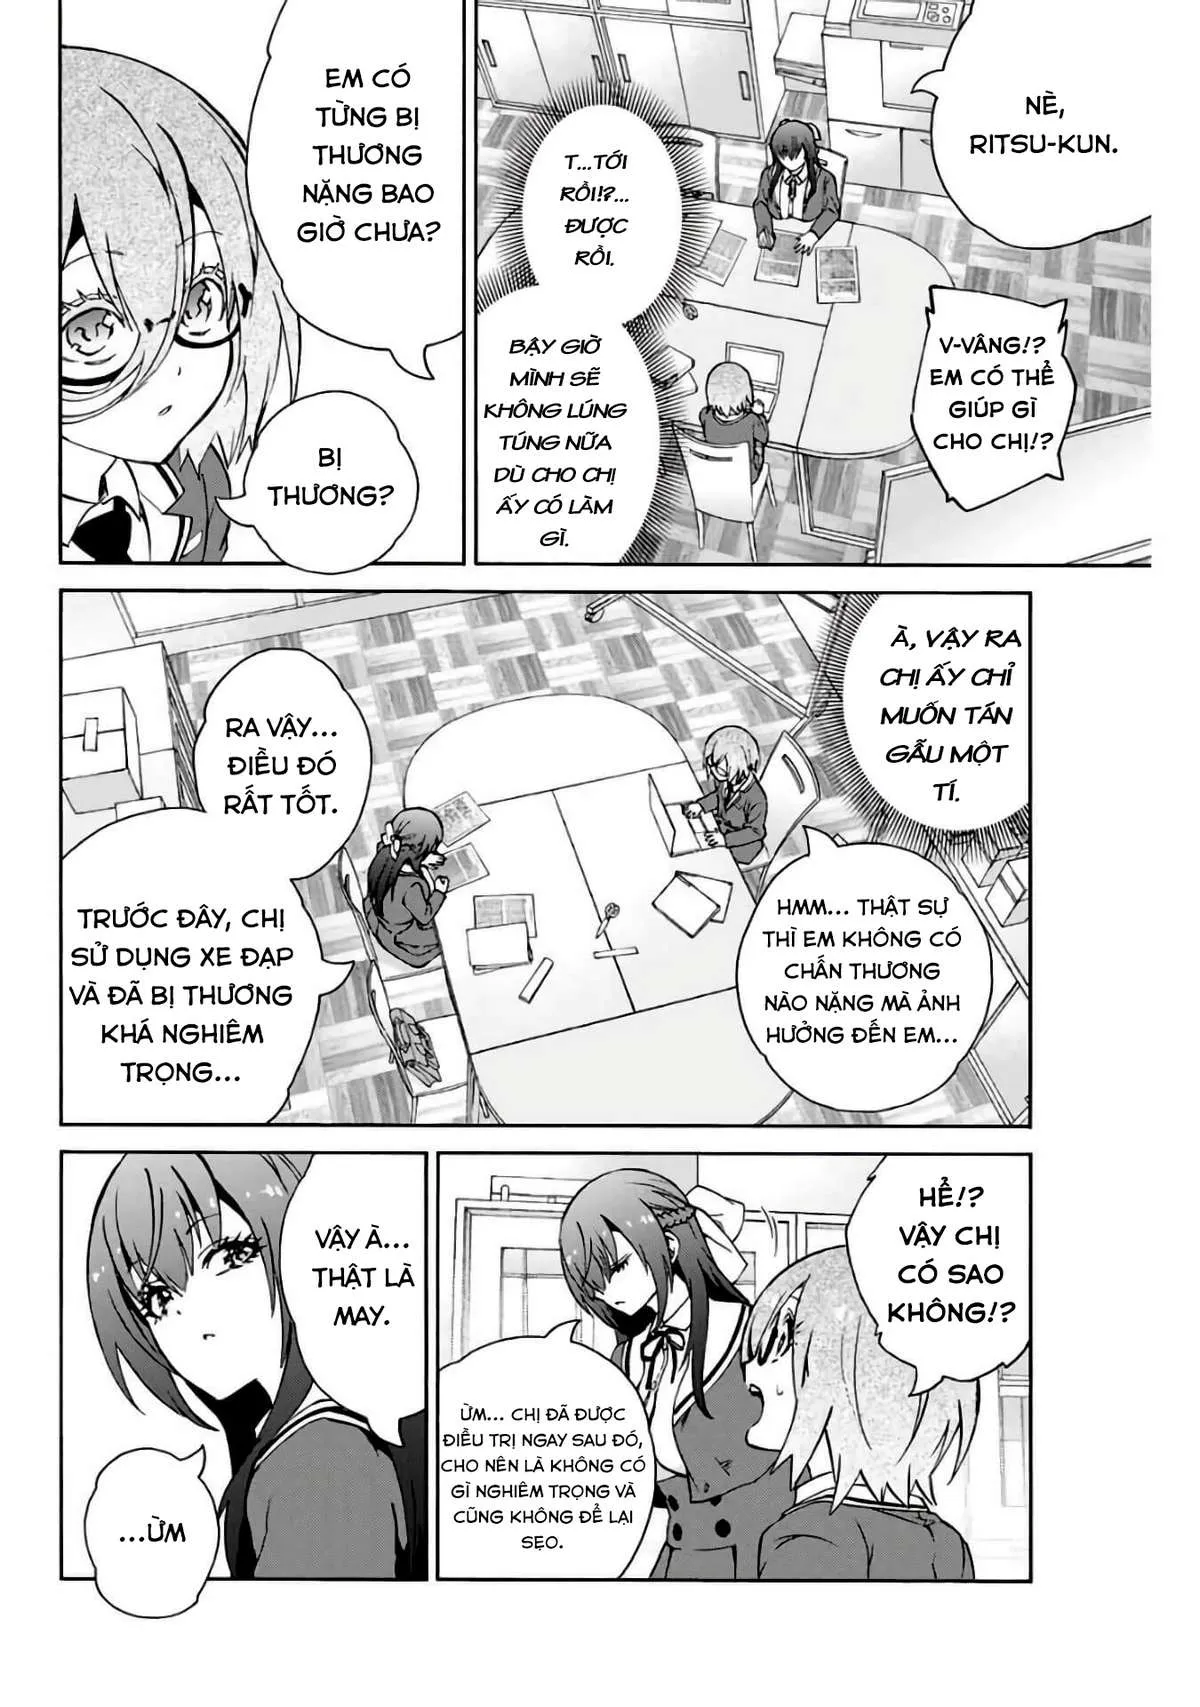 NÈ,
RITSU-KUN.
V-VÂNG!?
EM CÓ THỂ
GIÚP GÌ
CHO CHỊ!?
T...TỚI
RỒI!?...
ĐƯỢC
RỒI.
BẬY GIỜ
MÌNH SẼ
KHÔNG LÚNG
TÚNG NỮA
DÙ CHO CHỊ
ẤY CÓ LÀM
GÌ.
EM CÓ
TỪNG BỊ
THƯƠNG
NẶNG BAO
GIỜ CHƯA?
BỊ
THƯƠNG?
À, VẬY RA
CHỊ ẤY CHỈ
MUỐN TÁN
GẪU MỘT
TÍ.
HMM... THẬT SỰ
THÌ EM KHÔNG CÓ
CHẤN THƯƠNG
NÀO NẶNG MÀ ẢNH
HƯỞNG ĐẾN EM...
RA VẬY...
ĐIỀU ĐÓ
RẤT TỐT.
TRƯỚC ĐÂY, CHỊ
SỬ DỤNG XE ĐẠP
VÀ ĐÃ BỊ THƯƠNG
KHÁ NGHIÊM
TRỌNG...
HỂ!?
VẬY CHỊ
CÓ SAO
KHÔNG!?
ỪM... CHỊ ĐÃ ĐƯỢC
ĐIỀU TRỊ NGAY SAU ĐÓ,
CHO NÊN LÀ KHÔNG CÓ
GÌ NGHIÊM TRỌNG VÀ
CŨNG KHÔNG ĐỂ LẠI
SẸO.
VẬY À...
THẬT LÀ
MAY.
...ỪM